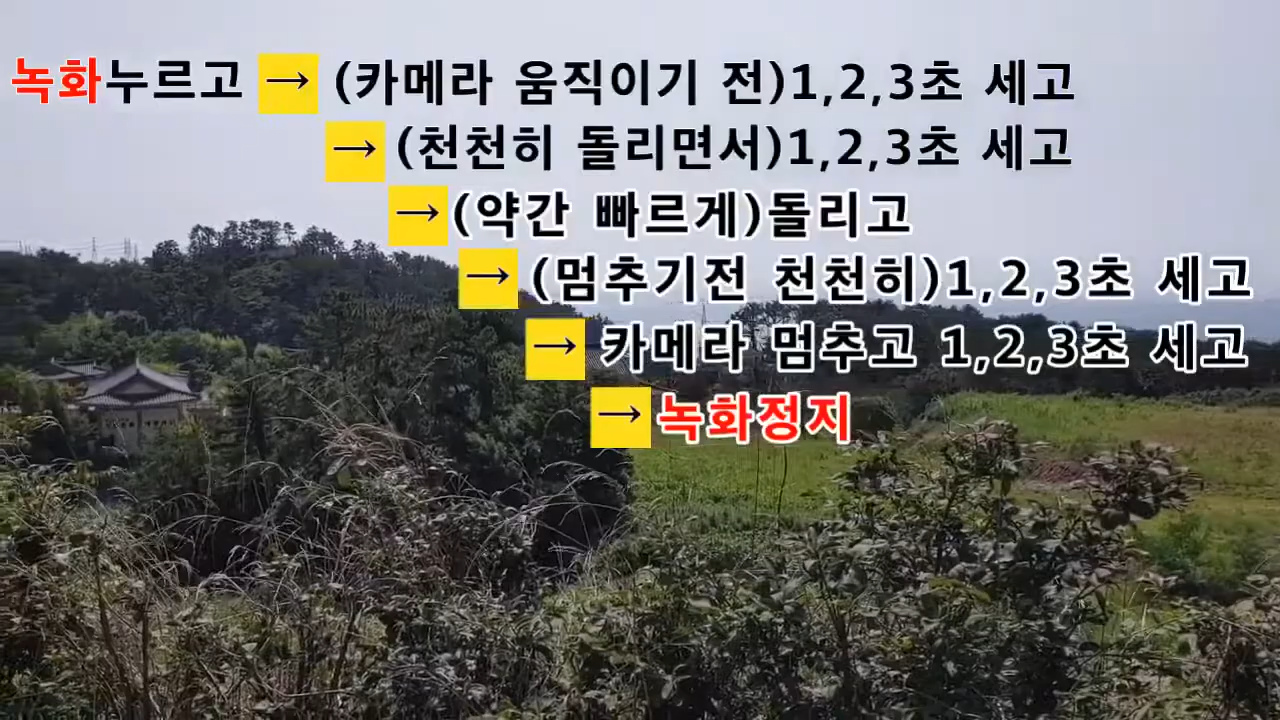 녹화누르고 → (카메라 움직이기 전)1,2,3초 세고
→ (천천히 돌리면서)1,2,3초 세고
→ (약간 빠르게)돌리고
→ (멈추기전 천천히)1,2,3초 세고
→ 카메라 멈추고 1,2,3초 세고
→ 녹화정지